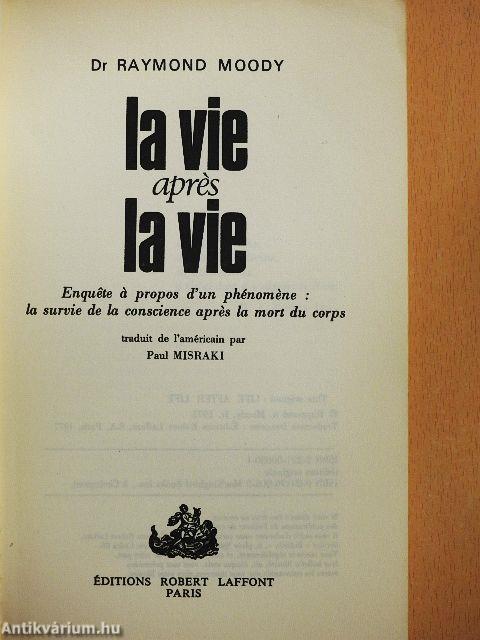 Dr RAYMOND MOODY
la vie
après
la vie
Enquête à propos d'un phénomène :
la survie de la conscience après la mort du corps
traduit de l'américain par
Paul MISRAKI
ÉDITIONS ROBERT LAFFONT
PARIS
Antikvárium.hu